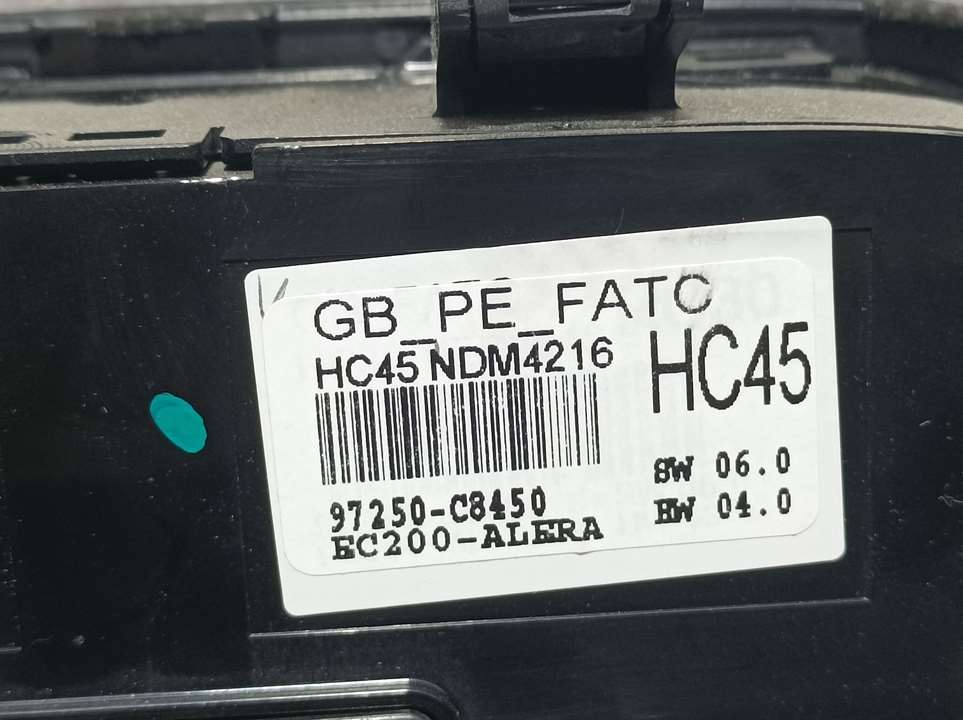 GB_PE_FATC
HC45 NDM4216
HC45
97250-C8450
EC200-ALERA
SW 06.0
HW 04.0